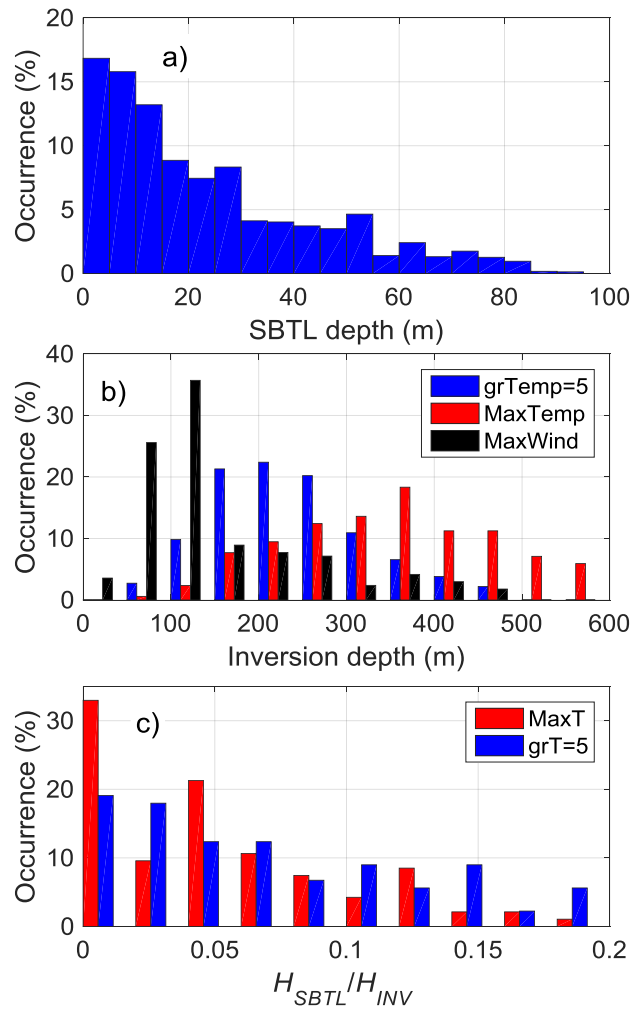 20
15
10
5
0
Occurrence (%)
a)
0 20 40 60 80 100
SBTL depth (m)
40
30
20
10
0
Occurrence (%)
b)
grTemp=5
MaxTemp
MaxWind
0 100 200 300 400 500 600
Inversion depth (m)
30
20
10
0
Occurrence (%)
c)
MaxT
grT=5
0 0.05 0.1 0.15 0.2
H_SBTL/H_INV